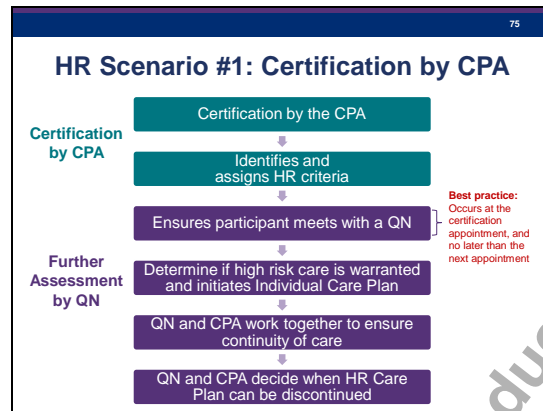 75
HR Scenario #1: Certification by CPA
Certification
by CPA
Certification by the CPA
Identifies and
assigns HR criteria
Ensures participant meets with a QN
Best practice:
Occurs at the
certification
appointment, and
no later than the
next appointment
Further
Assessment
by QN
Determine if high risk care is warranted
and initiates Individual Care Plan
QN and CPA work together to ensure
continuity of care
QN and CPA decide when HR Care
Plan can be discontinued